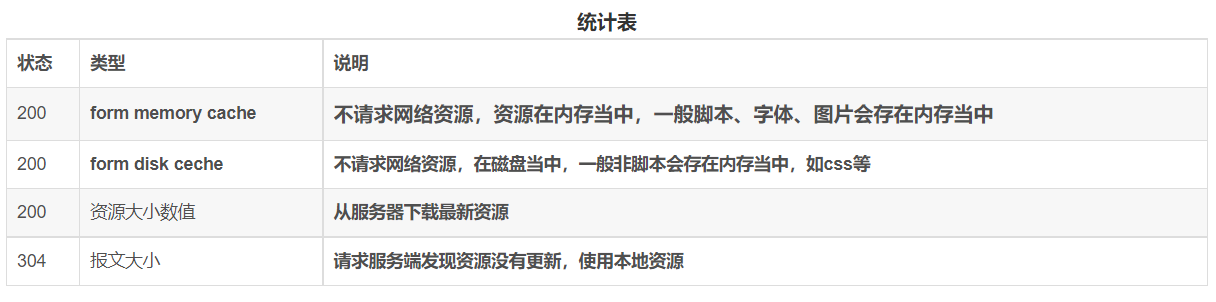 统计表
状态 类型 说明
200 form memory cache 不请求网络资源，资源在内存当中，一般脚本、字体、图片会存在内存当中
200 form disk ceche 不请求网络资源，在磁盘当中，一般非脚本会存在内存当中，如css等
200 资源大小数值 从服务器下载最新资源
304 报文大小 请求服务端发现资源没有更新，使用本地资源